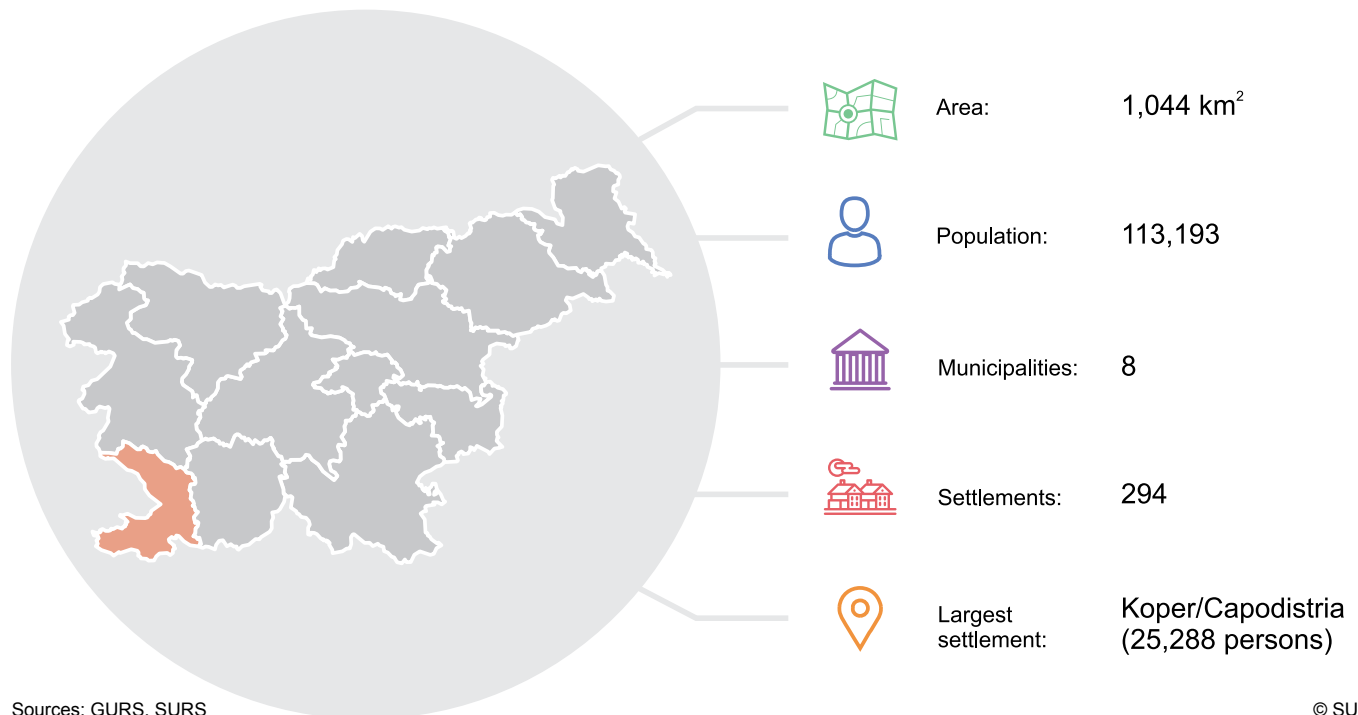 Area: 1,044 km²
Population: 113,193
Municipalities: 8
Settlements: 294
Largest
settlement:
Koper/Capodistria
(25,288 persons)
Sources: GURS, SURS
© SU